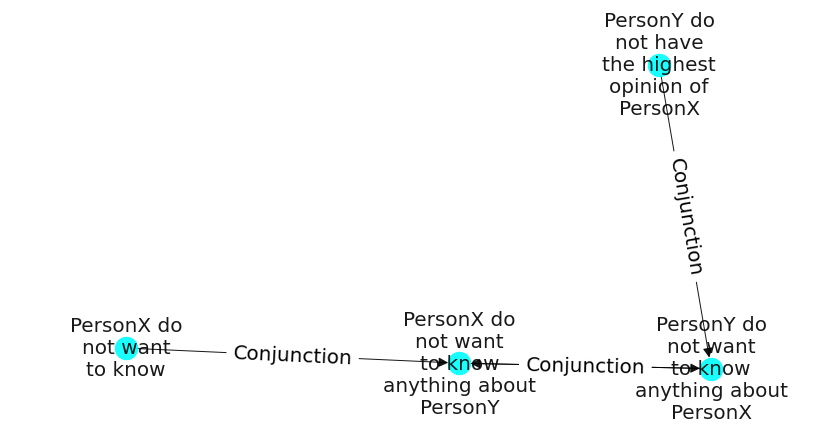 PersonY do
not have
the highest
opinion of
PersonX
Conjunction
PersonX do
not want
to know
Conjunction
PersonX do
not want
to know
anything about
PersonY
Conjunction
PersonY do
not want
to know
anything about
PersonX